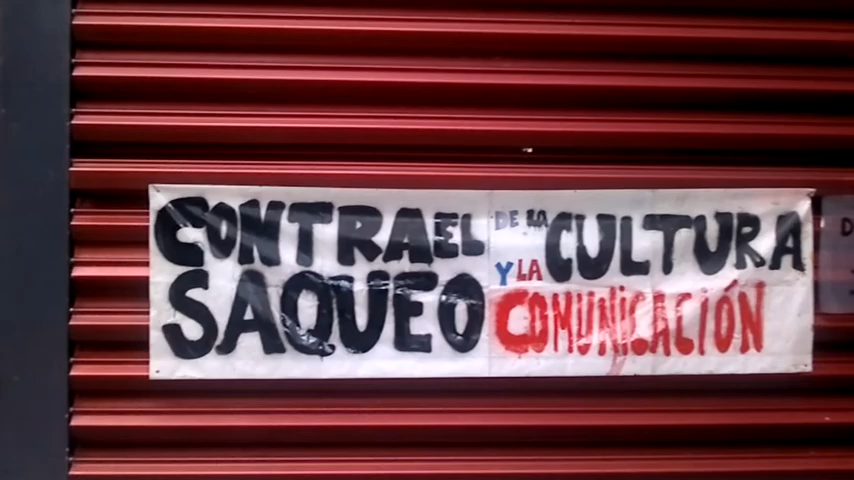 CONTRA EL
SAQUEO
DE LA CULTURA
Y LA
COMUNICACIÓN